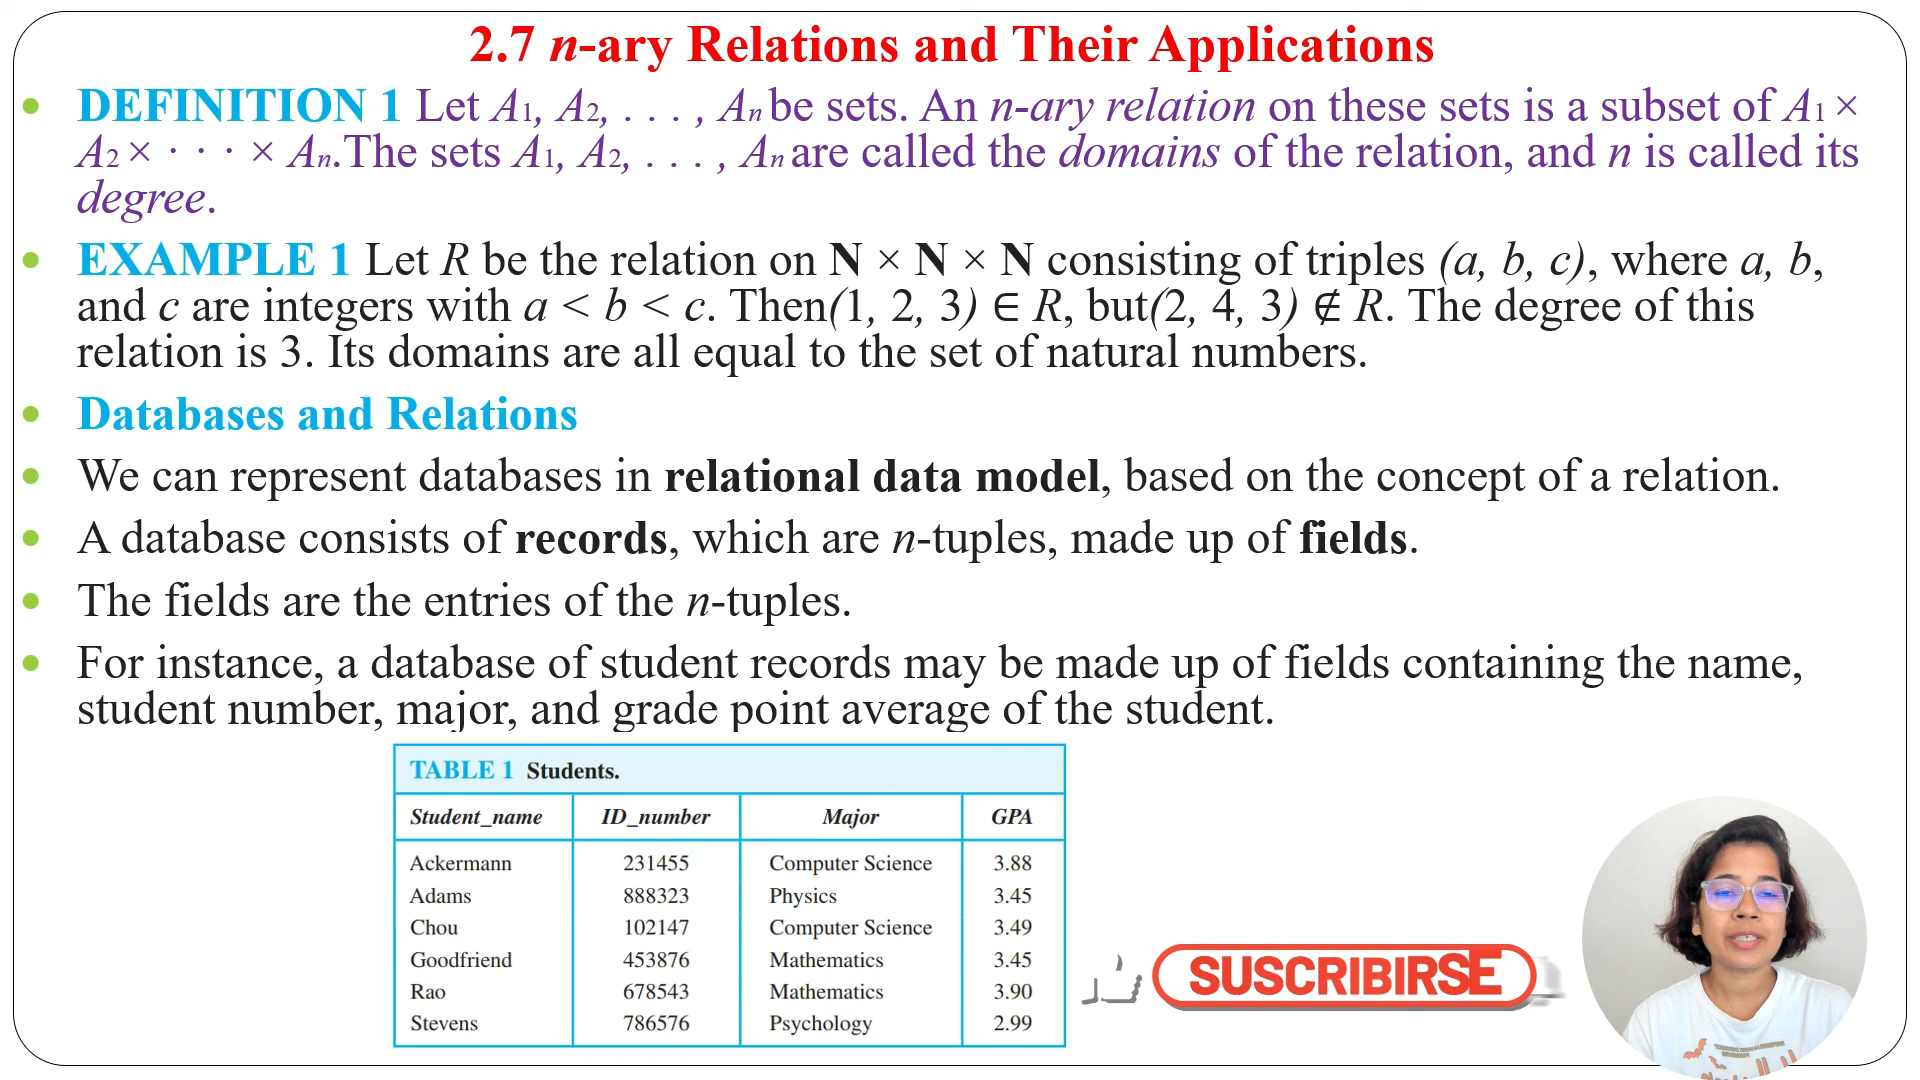 2.7 n-ary Relations and Their Applications
• DEFINITION 1 Let A1, A2, . . . , An be sets. An n-ary relation on these sets is a subset of A1 ×
A2 × · · · × An.The sets A1, A2, . . . , An are called the domains of the relation, and n is called its
degree.
• EXAMPLE 1 Let R be the relation on N × N × N consisting of triples (a, b, c), where a, b,
and c are integers with a < b < c. Then(1, 2, 3) ∈ R, but(2, 4, 3) ∉ R. The degree of this
relation is 3. Its domains are all equal to the set of natural numbers.
• Databases and Relations
• We can represent databases in relational data model, based on the concept of a relation.
• A database consists of records, which are n-tuples, made up of fields.
• The fields are the entries of the n-tuples.
• For instance, a database of student records may be made up of fields containing the name,
student number, major, and grade point average of the student.
TABLE 1 Students.
Student_name ID_number Major GPA
Ackermann 231455 Computer Science 3.88
Adams 888323 Physics 3.45
Chou 102147 Computer Science 3.49
Goodfriend 453876 Mathematics 3.45
Rao 678543 Mathematics 3.90
Stevens 786576 Psychology 2.99
SUSCRIBIRSE